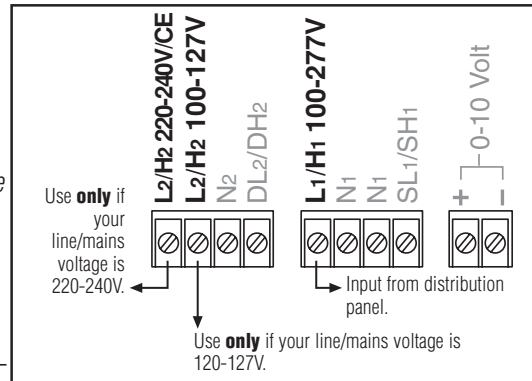 L2/H2 220-240V/CE
L2/H2 100-127V
N2
DL2/DH2
L1/H1 100-277V
N1
N1
SL1/SH1
0-10 Volt
+
–
Use only if
your
line/mains
voltage is
220-240V.
Input from distribution
panel.
Use only if your line/mains voltage is
120-127V.